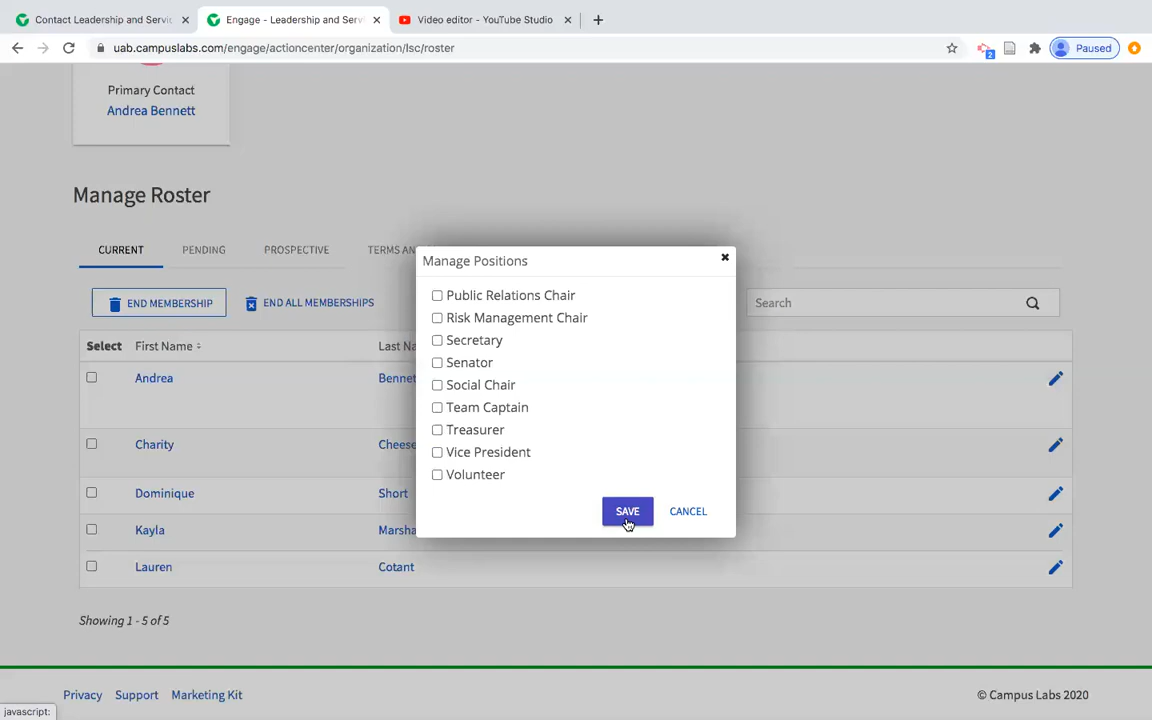 Contact Leadership and Servic
Engage - Leadership and Servi
Video editor - YouTube Studio
uab.campuslabs.com/engage/actioncenter/organization/lsc/roster
2
Paused
Primary Contact
Andrea Bennett
Manage Roster
CURRENT
PENDING
PROSPECTIVE
TERMS AN
END MEMBERSHIP
END ALL MEMBERSHIPS
Search
Select
First Name
Last Na
Andrea
Bennet
Charity
Cheese
Dominique
Short
Kayla
Marsha
Lauren
Cotant
Showing 1 - 5 of 5
Manage Positions
Public Relations Chair
Risk Management Chair
Secretary
Senator
Social Chair
Team Captain
Treasurer
Vice President
Volunteer
SAVE
CANCEL
Privacy
Support
Marketing Kit
© Campus Labs 2020
javascript: